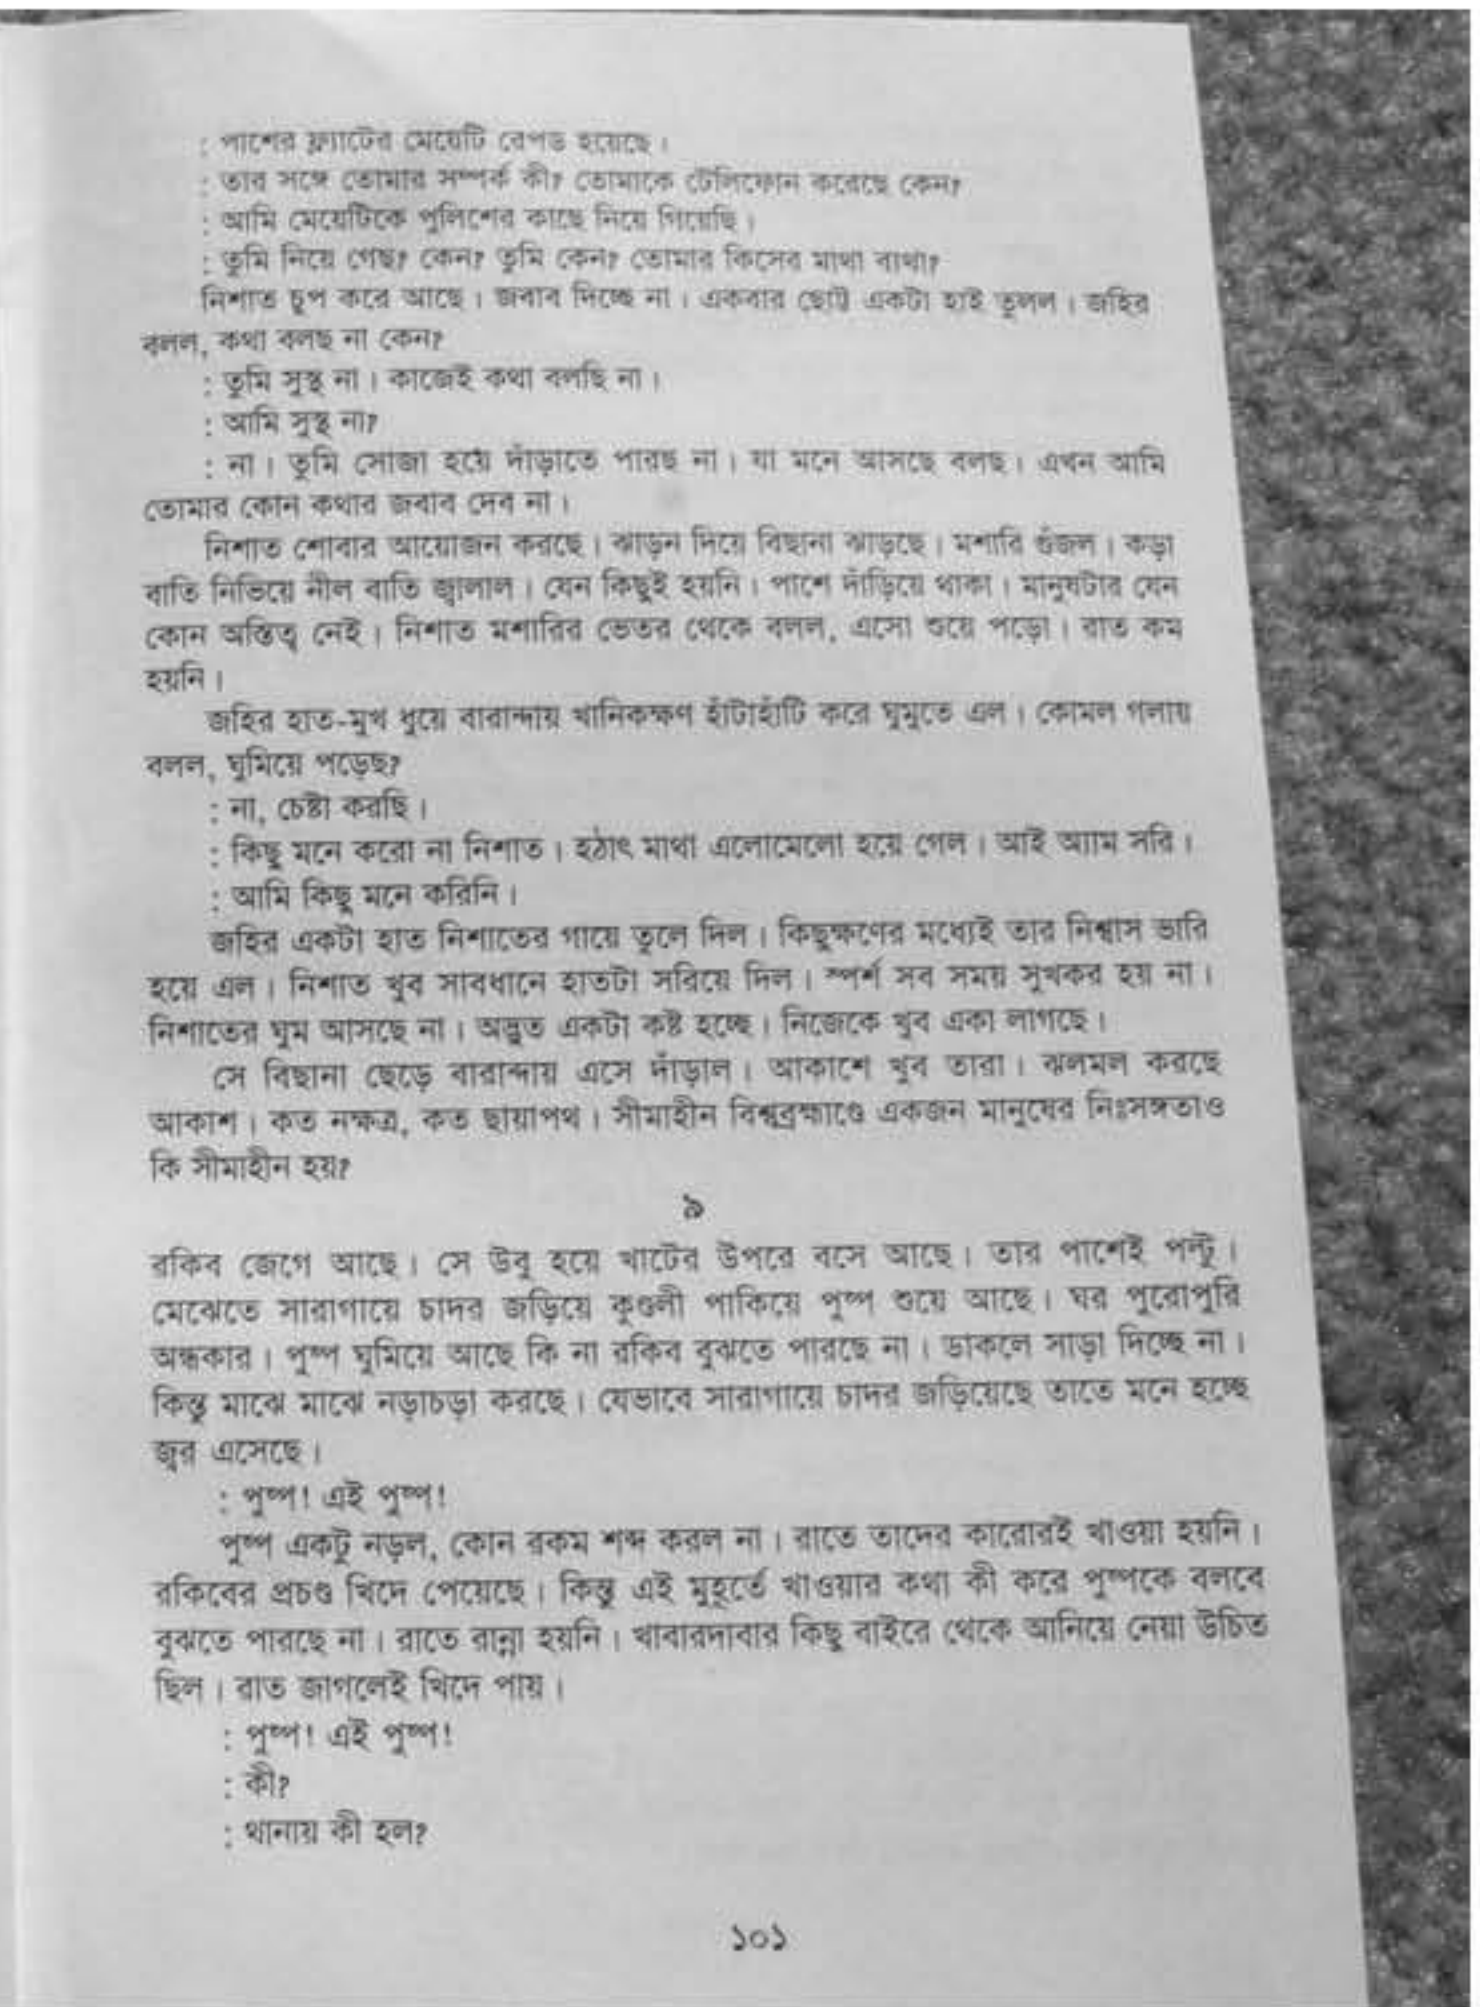 : পাশের ফ্ল্যাটের মেয়েটি রেপড হয়েছে।
: তার সঙ্গে তোমার সম্পর্ক কী? তোমাকে টেলিফোন করেছে কেন?
: আমি মেয়েটিকে পুলিশের কাছে নিয়ে গিয়েছি।
: তুমি নিয়ে গেছ? কেন? তুমি কেন? তোমার কিসের মাথা ব্যথা?
নিশাত চুপ করে আছে। জবাব দিচ্ছে না। একবার ছোট্ট একটা হাই তুলল। জহির
বলল, কথা বলছ না কেন?
: তুমি সুস্থ না। কাজেই কথা বলছি না।
: আমি সুস্থ না?
: না। তুমি সোজা হয়ে দাঁড়াতে পারছ না। যা মনে আসছে বলছ। এখন আমি
তোমার কোন কথার জবাব দেব না।
নিশাত শোবার আয়োজন করছে। ঝাড়ন দিয়ে বিছানা ঝাড়ছে। মশারি গুঁজল। কড়া
বাতি নিভিয়ে নীল বাতি জ্বালাল। যেন কিছুই হয়নি। পাশে দাঁড়িয়ে থাকা। মানুষটার যেন
কোন অস্তিত্ব নেই। নিশাত মশারির ভেতর থেকে বলল, এসো শুয়ে পড়ো। রাত কম
হয়নি।
জহির হাত-মুখ ধুয়ে বারান্দায় খানিকক্ষণ হাঁটাহাঁটি করে ঘুমুতে এল। কোমল গলায়
বলল, ঘুমিয়ে পড়েছ?
: না, চেষ্টা করছি।
: কিছু মনে করো না নিশাত। হঠাৎ মাথা এলোমেলো হয়ে গেল। আই অ্যাম সরি।
: আমি কিছু মনে করিনি।
জহির একটা হাত নিশাতের গায়ে তুলে দিল। কিছুক্ষণের মধ্যেই তার নিশ্বাস ভারি
হয়ে এল। নিশাত খুব সাবধানে হাতটা সরিয়ে দিল। স্পর্শ সব সময় সুখকর হয় না।
নিশাতের ঘুম আসছে না। অদ্ভুত একটা কষ্ট হচ্ছে। নিজেকে খুব একা লাগছে।
সে বিছানা ছেড়ে বারান্দায় এসে দাঁড়াল। আকাশে খুব তারা। ঝলমল করছে
আকাশ। কত নক্ষত্র, কত ছায়াপথ। সীমাহীন বিশ্বব্রহ্মাণ্ডে একজন মানুষের নিঃসঙ্গতাও
কি সীমাহীন হয়?
৯
রকিব জেগে আছে। সে উবু হয়ে খাটের উপরে বসে আছে। তার পাশেই পল্টু।
মেঝেতে সারাগায়ে চাদর জড়িয়ে কুণ্ডলী পাকিয়ে পুষ্প শুয়ে আছে। ঘর পুরোপুরি
অন্ধকার। পুষ্প ঘুমিয়ে আছে কি না রকিব বুঝতে পারছে না। ডাকলে সাড়া দিচ্ছে না।
কিন্তু মাঝে মাঝে নড়াচড়া করছে। যেভাবে সারাগায়ে চাদর জড়িয়েছে তাতে মনে হচ্ছে
জ্বর এসেছে।
: পুষ্প! এই পুষ্প!
পুষ্প একটু নড়ল, কোন রকম শব্দ করল না। রাতে তাদের কারোরই খাওয়া হয়নি।
রকিবের প্রচণ্ড খিদে পেয়েছে। কিন্তু এই মুহূর্তে খাওয়ার কথা কী করে পুষ্পকে বলবে
বুঝতে পারছে না। রাতে রান্না হয়নি। খাবারদাবার কিছু বাইরে থেকে আনিয়ে নেয়া উচিত
ছিল। রাত জাগলেই খিদে পায়।
: পুষ্প! এই পুষ্প!
: কী?
: থানায় কী হল?
১০১